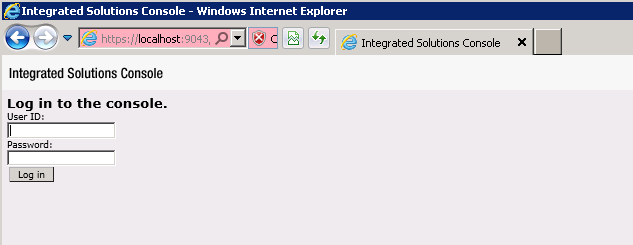 Integrated Solutions Console - Windows Internet Explorer
https://localhost:9043, C Integrated Solutions Console
Integrated Solutions Console
Log in to the console.
User ID:
Password:
Log in